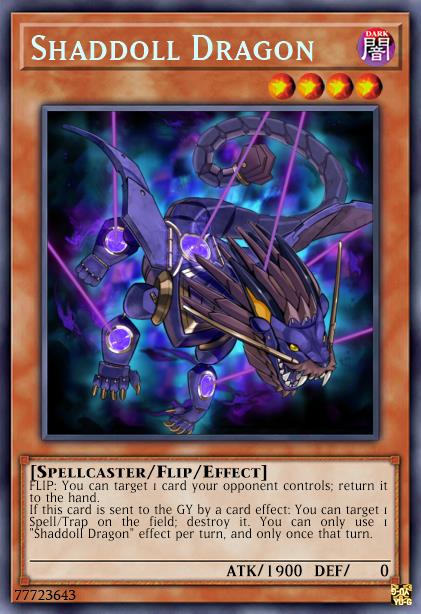 SHADDOLL DRAGON
DARK
闇
[SPELLCASTER/FLIP/EFFECT]
FLIP: You can target 1 card your opponent controls; return it
to the hand.
If this card is sent to the GY by a card effect: You can target 1
Spell/Trap on the field; destroy it. You can only use 1
"Shaddoll Dragon" effect per turn, and only once that turn.
ATK/1900 DEF/ 0
77723643